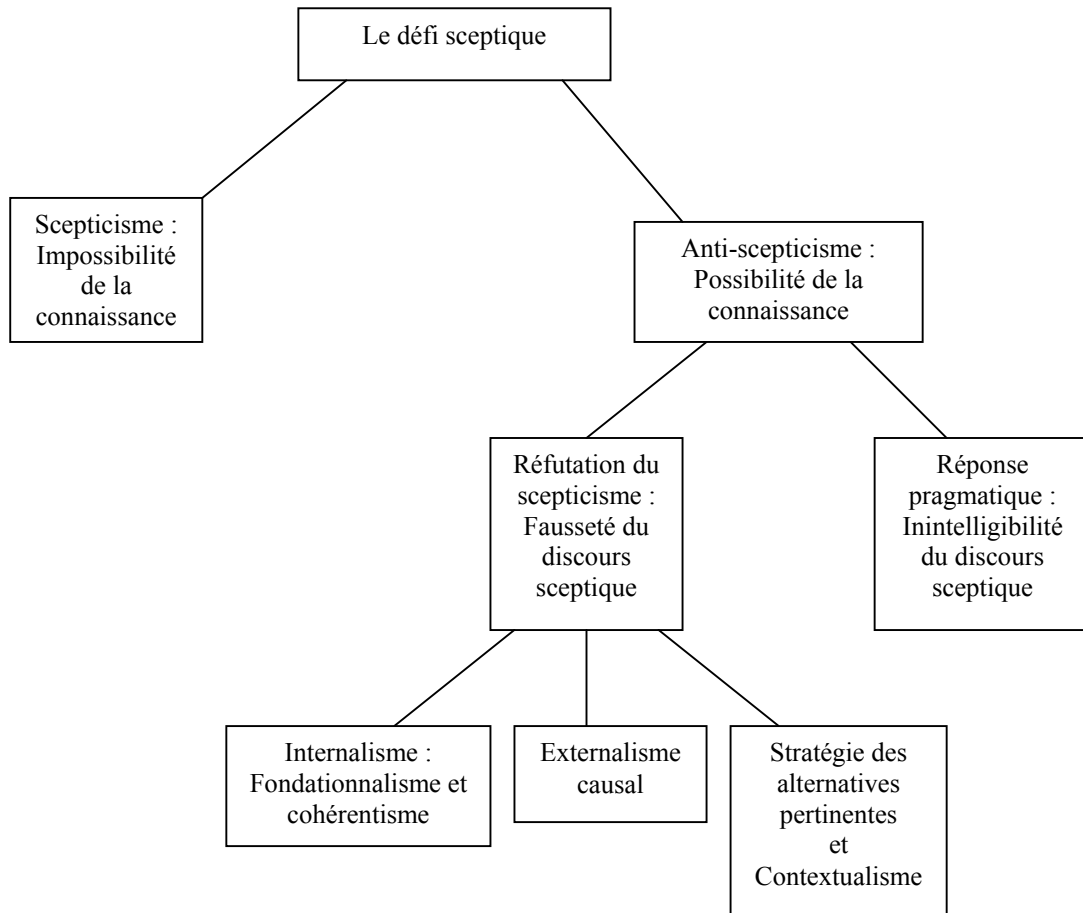 Le défi sceptique
Scepticisme :
Impossibilité
de la
connaissance
Anti-scepticisme :
Possibilité de la
connaissance
Réfutation du
scepticisme :
Fausseté du
discours
sceptique
Réponse
pragmatique :
Inintelligibilité
du discours
sceptique
Internalisme :
Fondationnalisme et
cohérentisme
Externalisme
causal
Stratégie des
alternatives
pertinentes
et
Contextualisme